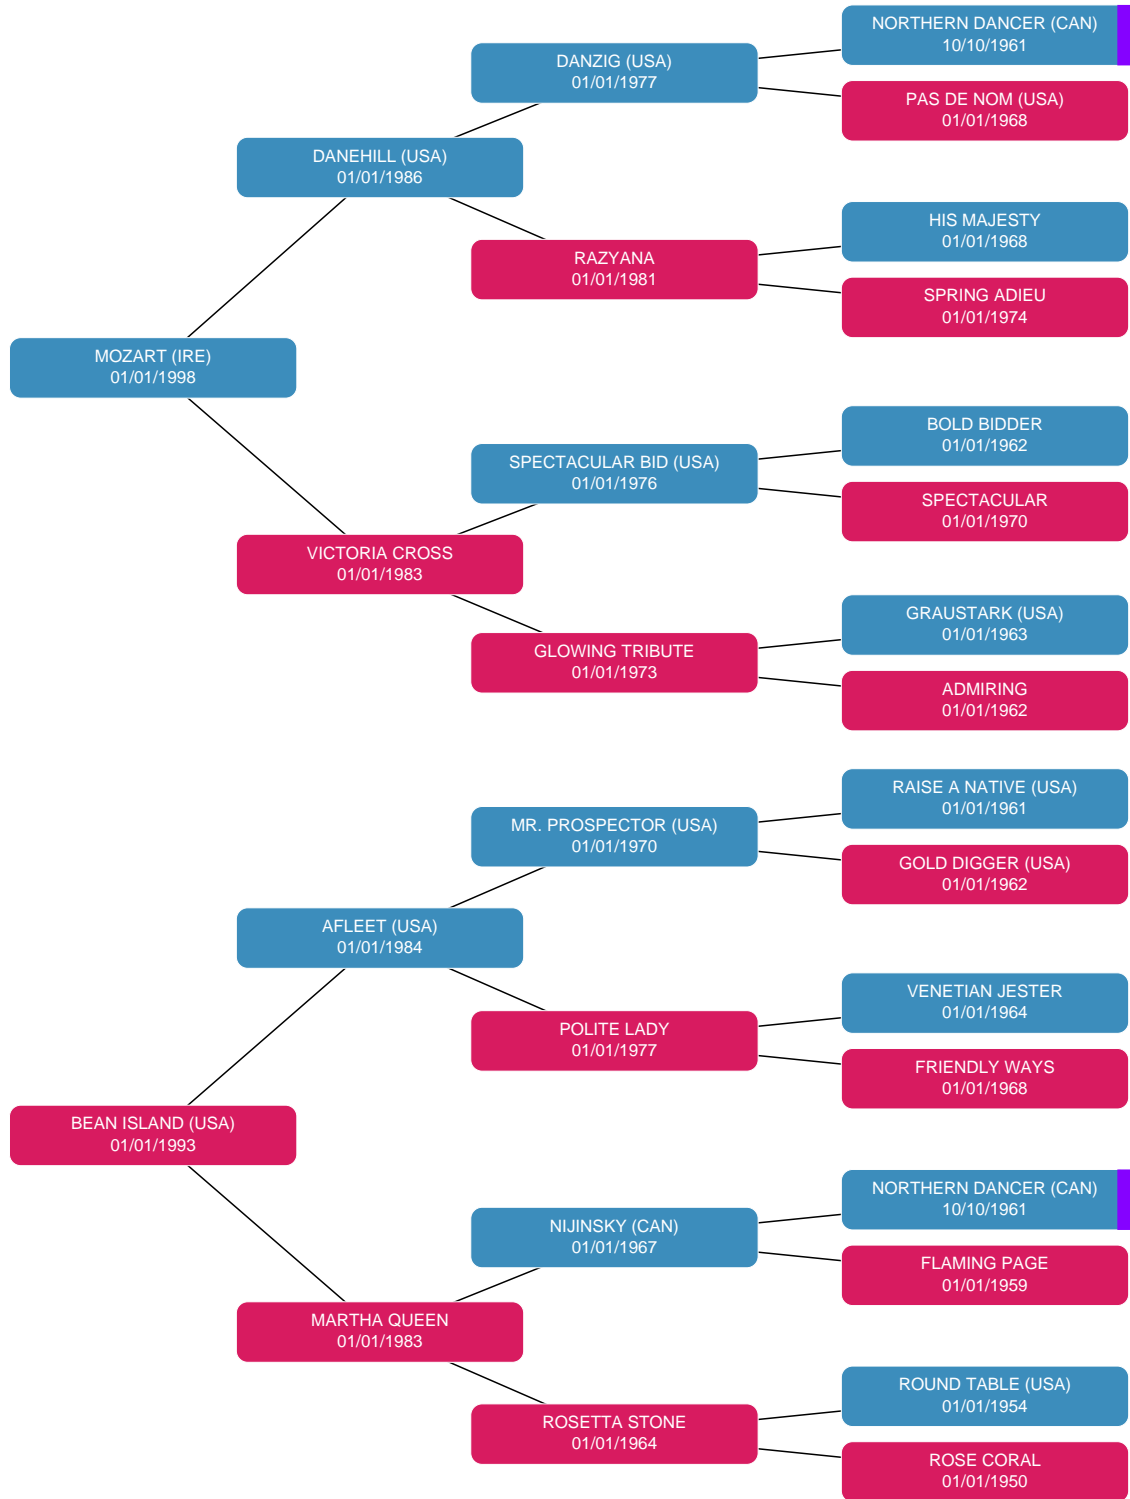 NORTHERN DANCER (CAN)
10/10/1961
DANZIG (USA)
01/01/1977
PAS DE NOM (USA)
01/01/1968
DANEHILL (USA)
01/01/1986
HIS MAJESTY
01/01/1968
RAZYANA
01/01/1981
SPRING ADIEU
01/01/1974
MOZART (IRE)
01/01/1998
BOLD BIDDER
01/01/1962
SPECTACULAR BID (USA)
01/01/1976
SPECTACULAR
01/01/1970
VICTORIA CROSS
01/01/1983
GRAUSTARK (USA)
01/01/1963
GLOWING TRIBUTE
01/01/1973
ADMIRING
01/01/1962
RAISE A NATIVE (USA)
01/01/1961
MR. PROSPECTOR (USA)
01/01/1970
GOLD DIGGER (USA)
01/01/1962
AFLEET (USA)
01/01/1984
VENETIAN JESTER
01/01/1964
POLITE LADY
01/01/1977
FRIENDLY WAYS
01/01/1968
BEAN ISLAND (USA)
01/01/1993
NORTHERN DANCER (CAN)
10/10/1961
NIJINSKY (CAN)
01/01/1967
FLAMING PAGE
01/01/1959
MARTHA QUEEN
01/01/1983
ROUND TABLE (USA)
01/01/1954
ROSETTA STONE
01/01/1964
ROSE CORAL
01/01/1950